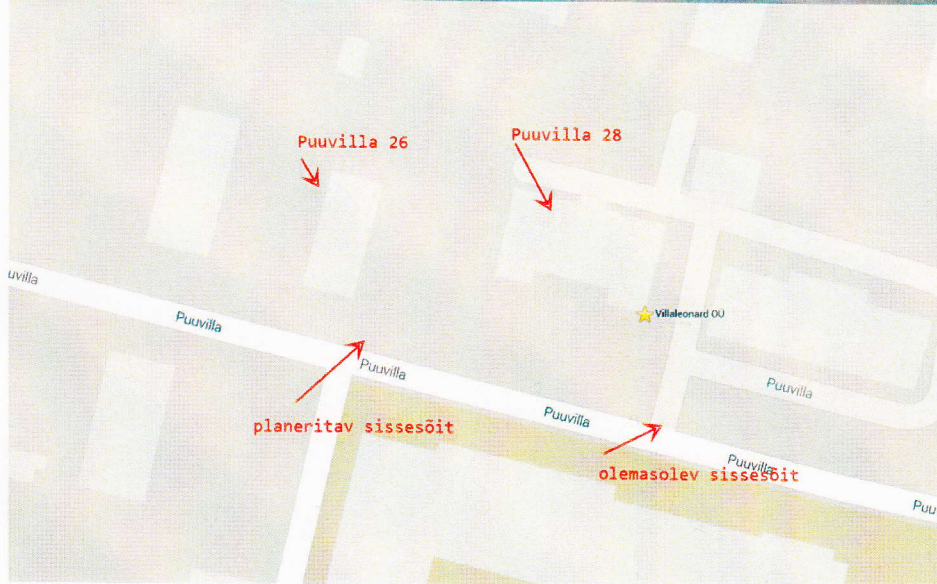 Puuvilla 26
Puuvilla 28
uvilla
Puuvilla
Villaleonard OÜ
Puuvilla
Puuvilla
Puuvilla
planeritav sissesõit
olemasolev sissesõit
Puuvilla
Puu